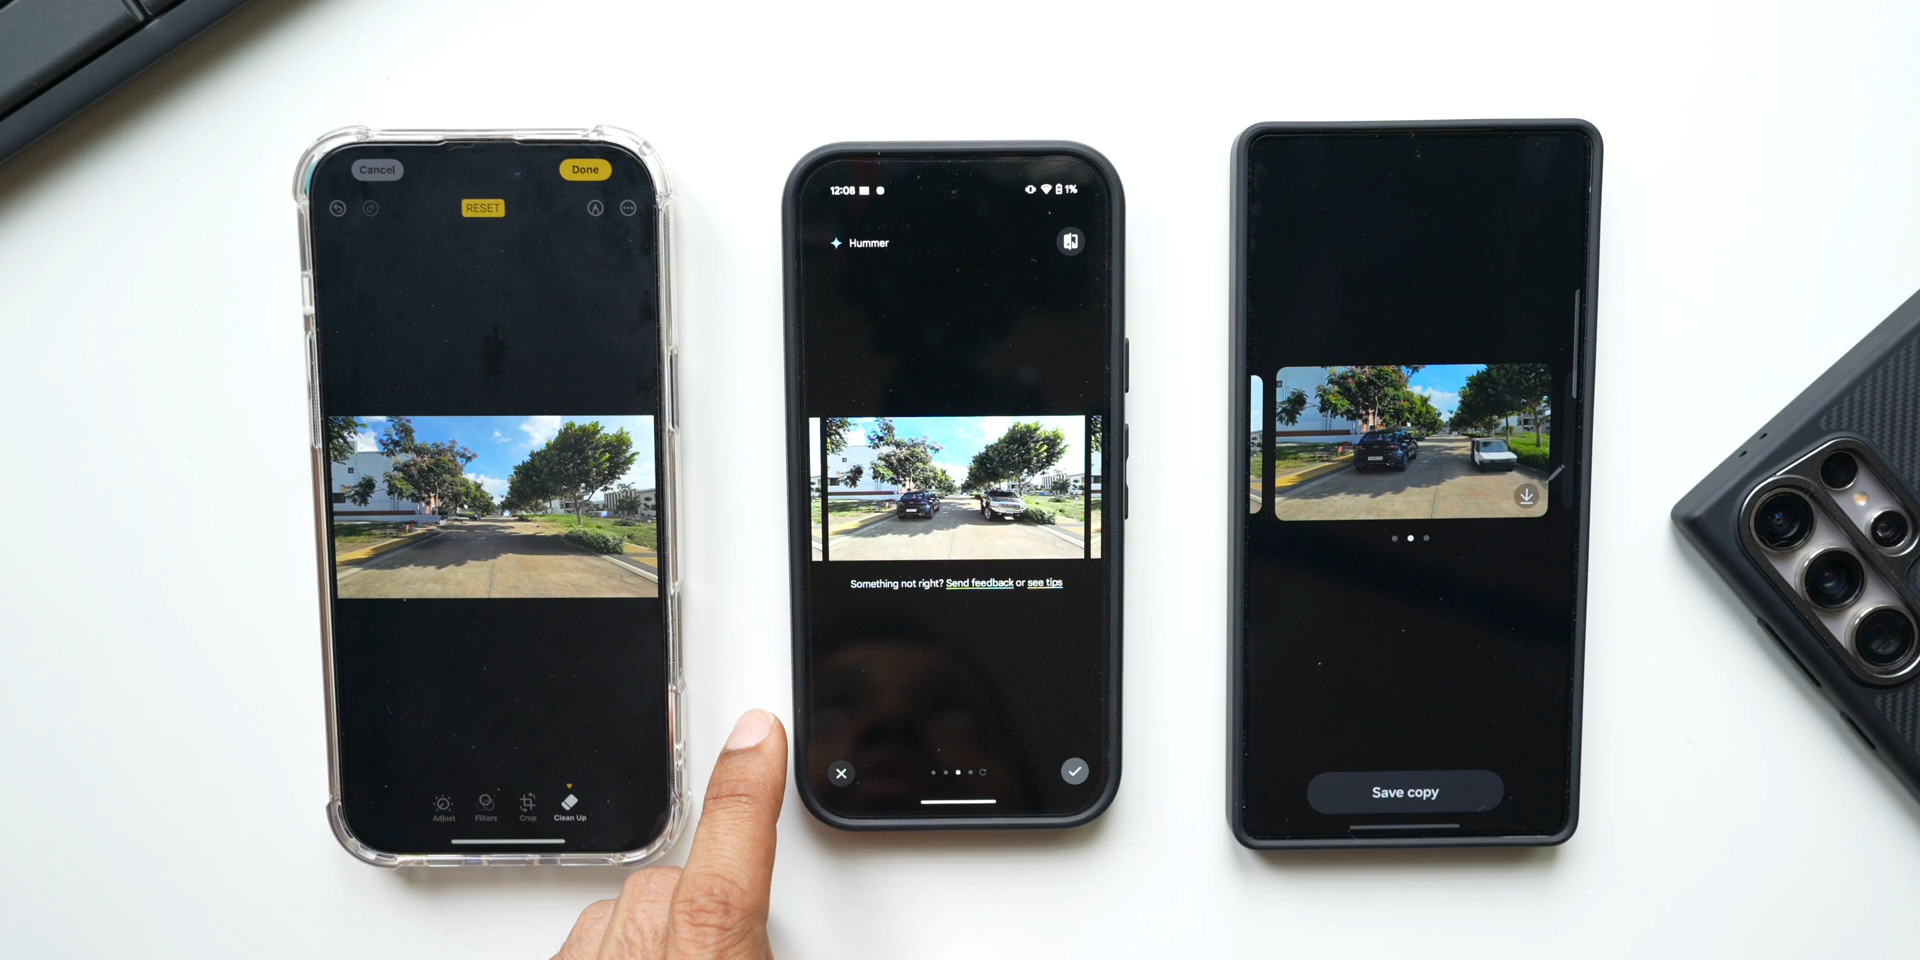 Cancel
Done
RESET
Adjust
Filters
Crop
Clean Up
12:08
1%
Hummer
Something not right? Send feedback or see tips
Save copy